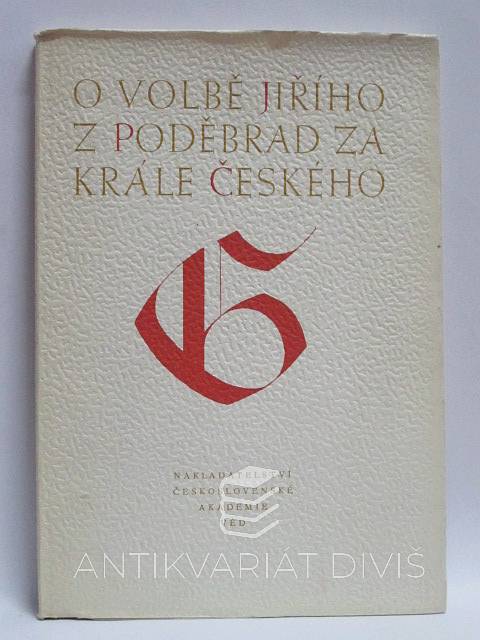 O VOLBĚ JIŘÍHO
Z PODĚBRAD ZA
KRÁLE ČESKÉHO
G
NAKLADATELSTVÍ
ČESKOSLOVENSKÉ
AKADEMIE
VĚD
ANTIKVARIÁT DIVIŠ